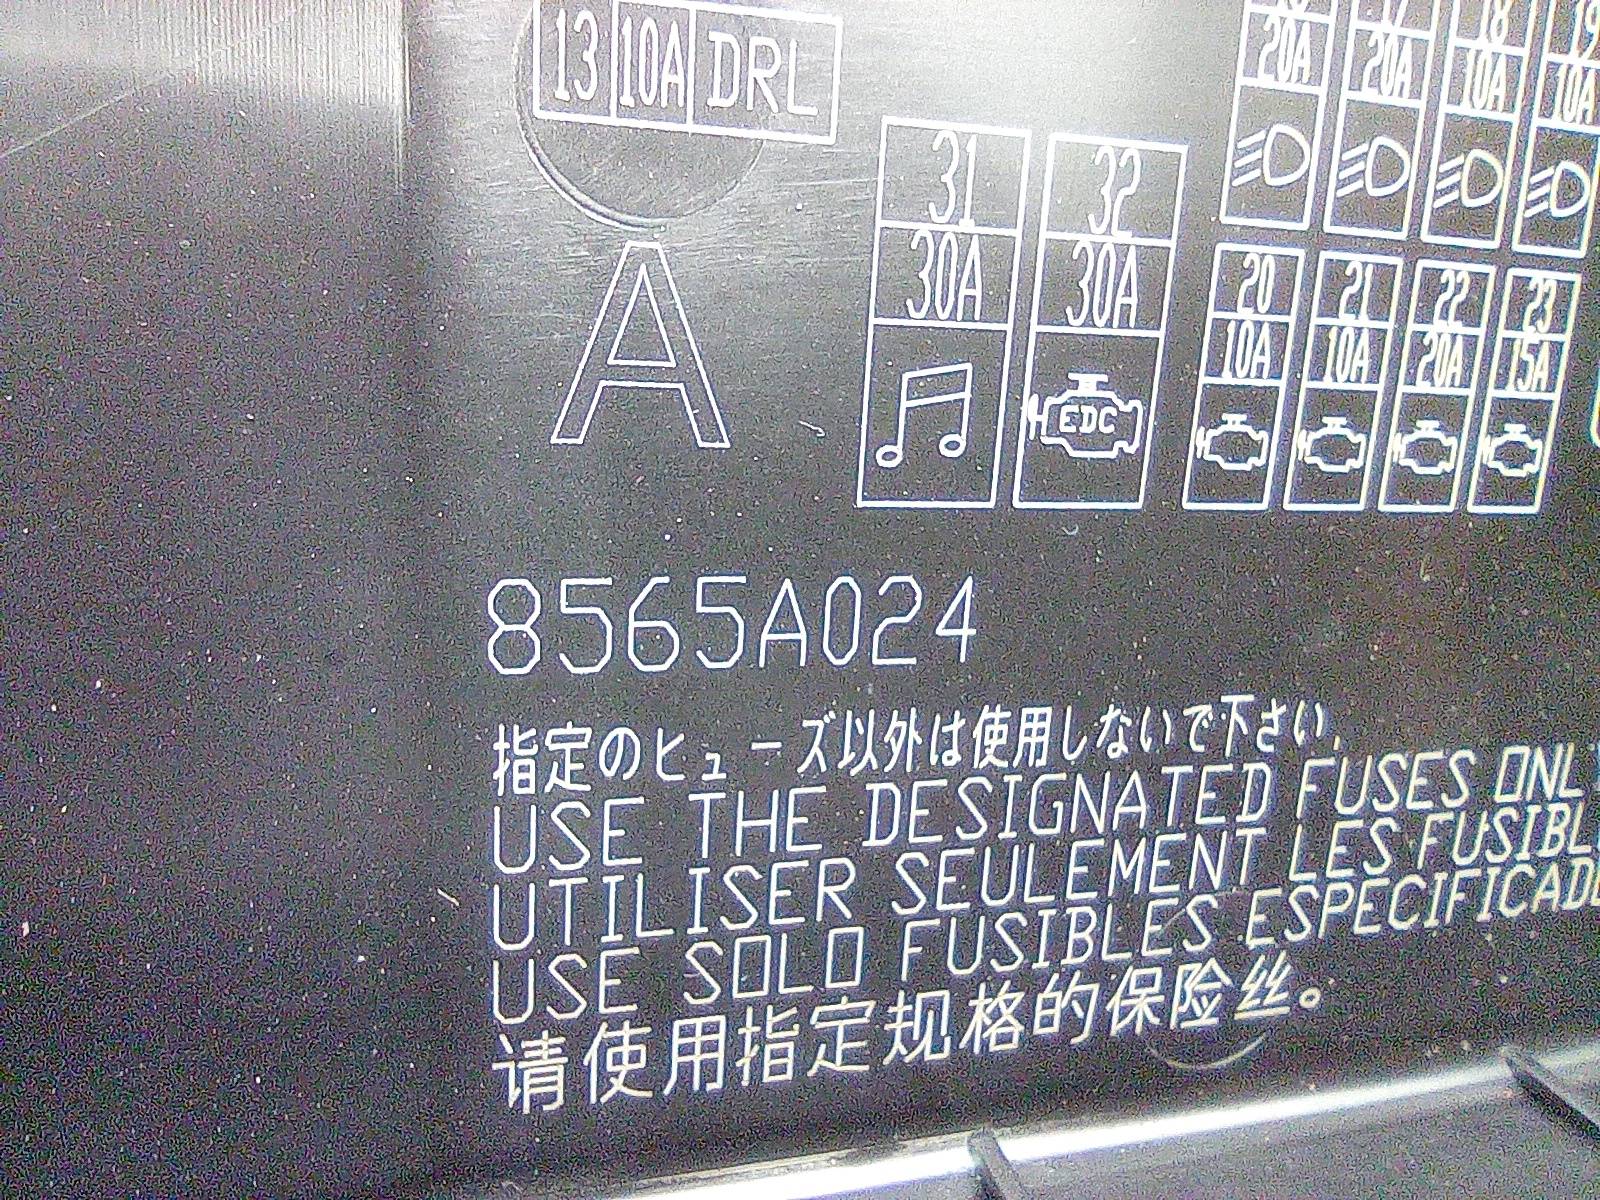 13 10A DRL
17 18 19
20A 20A 10A 10A
31 32
30A 30A
EDC
20 21 22 23
10A 10A 20A 15A
A
8565A024
指定のヒューズ以外は使用しないで下さい.
USE THE DESIGNATED FUSES
UTILISER SEULEMENT LES
USE SOLO FUSIBLES
请使用指定规格的保险丝。